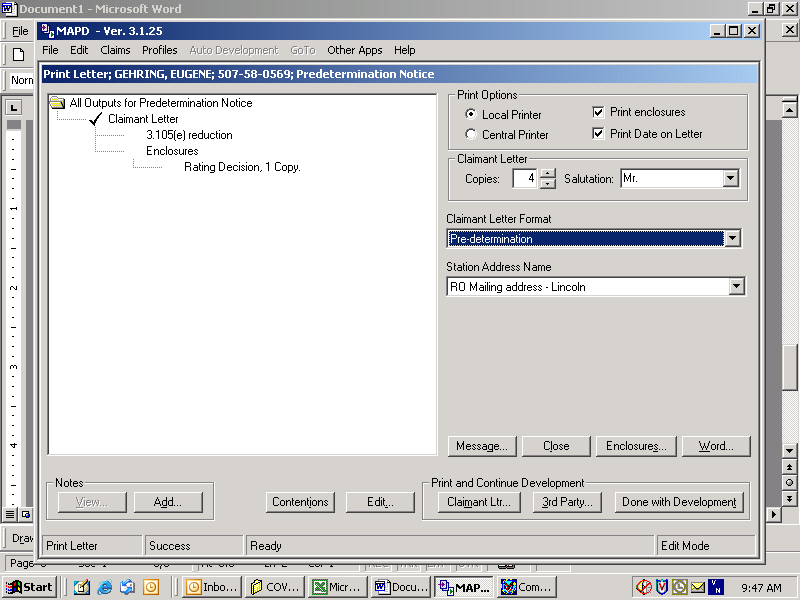 Document1 - Microsoft Word
File
MAPD - Ver. 3.1.25
File Edit Claims Profiles Auto Development GoTo Other Apps Help
Norn
Print Letter; GEHRING, EUGENE; 507-58-0569; Predetermination Notice
All Outputs for Predetermination Notice
Claimant Letter
3.105(e) reduction
Enclosures
Rating Decision, 1 Copy.
Print Options
Local Printer
Print enclosures
Central Printer
Print Date on Letter
Claimant Letter
Copies: 4 Salutation: Mr.
Claimant Letter Format
Pre-determination
Station Address Name
RO Mailing address - Lincoln
Message... Close Enclosures... Word...
Notes
View... Add...
Contentions Edit...
Print and Continue Development
Claimant Ltr... 3rd Party... Done with Development
Print Letter Success Ready Edit Mode
Start Inbo... COV... Micr... Docu... MAP... Com... 9:47 AM